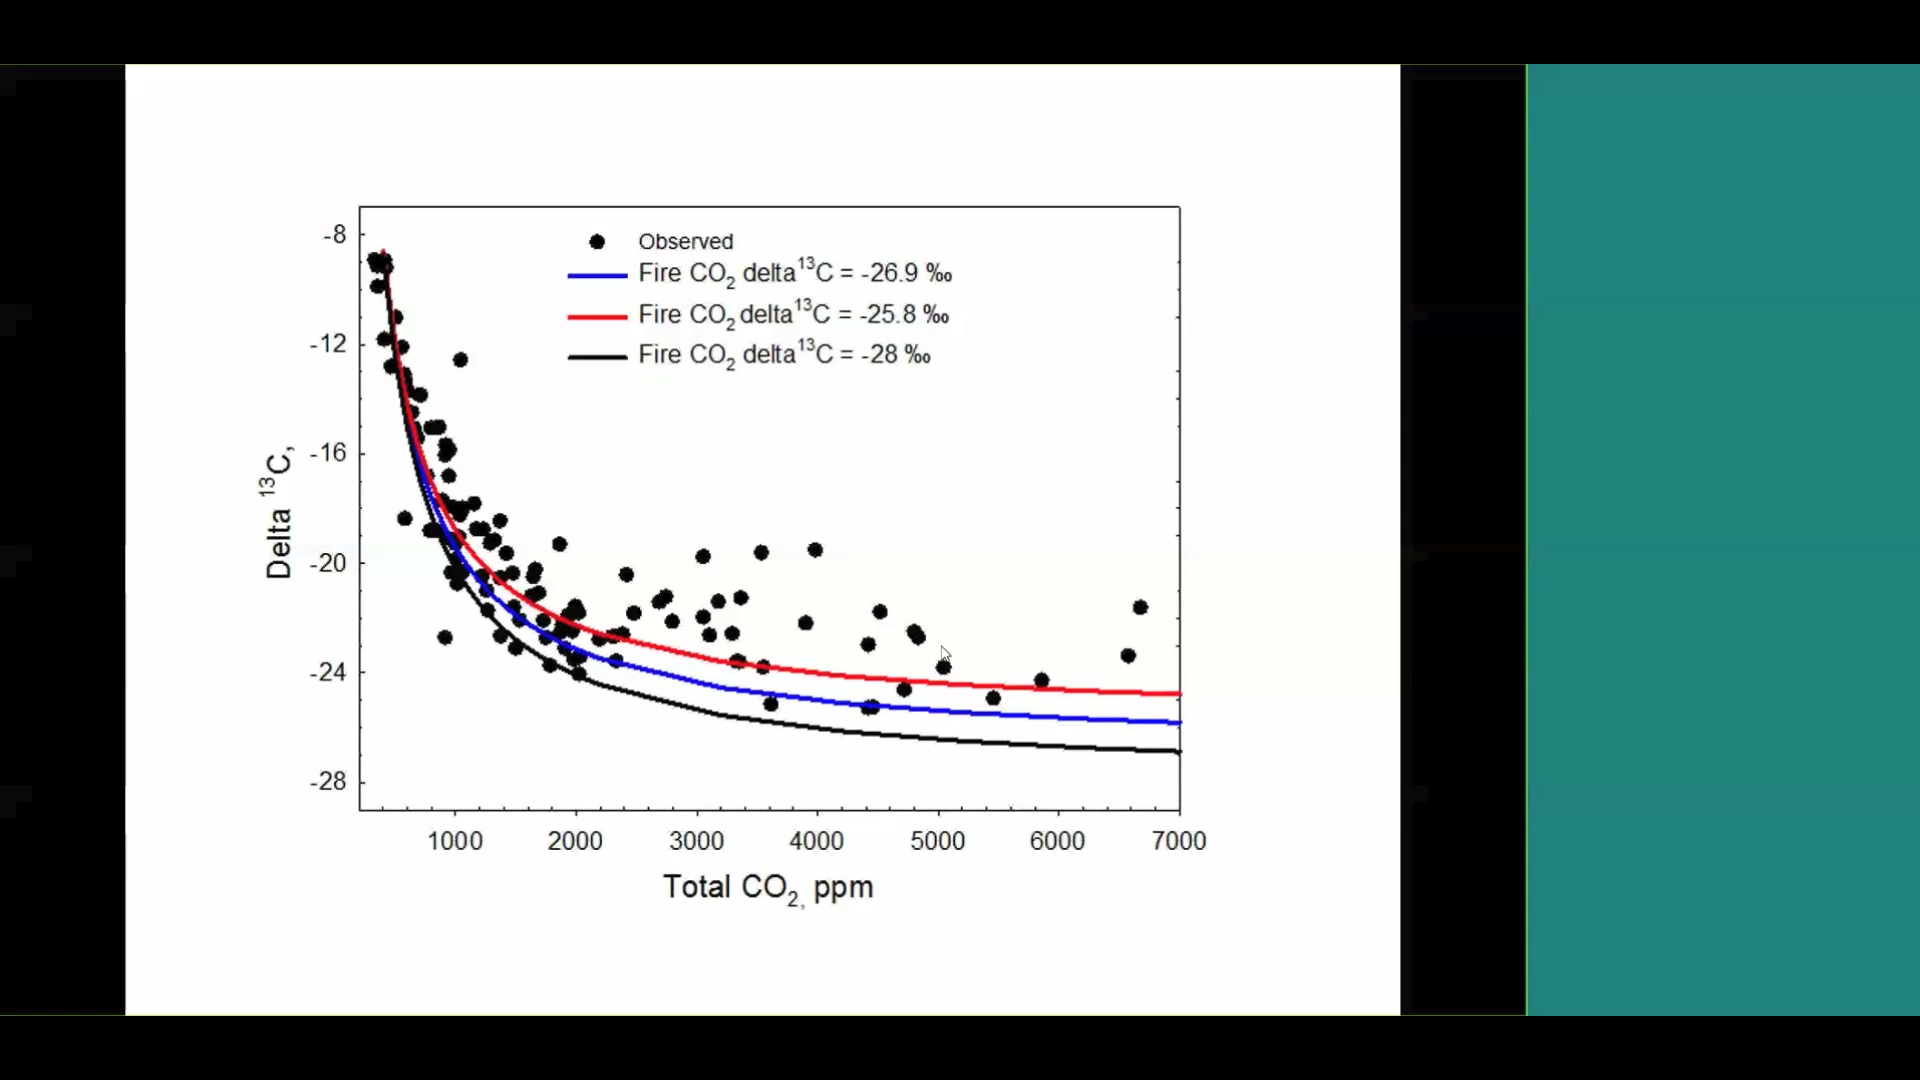 Observed
Fire CO₂ delta¹³C = -26.9 ‰
Fire CO₂ delta¹³C = -25.8 ‰
Fire CO₂ delta¹³C = -28 ‰
-8
-12
-16
-20
-24
-28
Delta ¹³C,
1000 2000 3000 4000 5000 6000 7000
Total CO₂, ppm